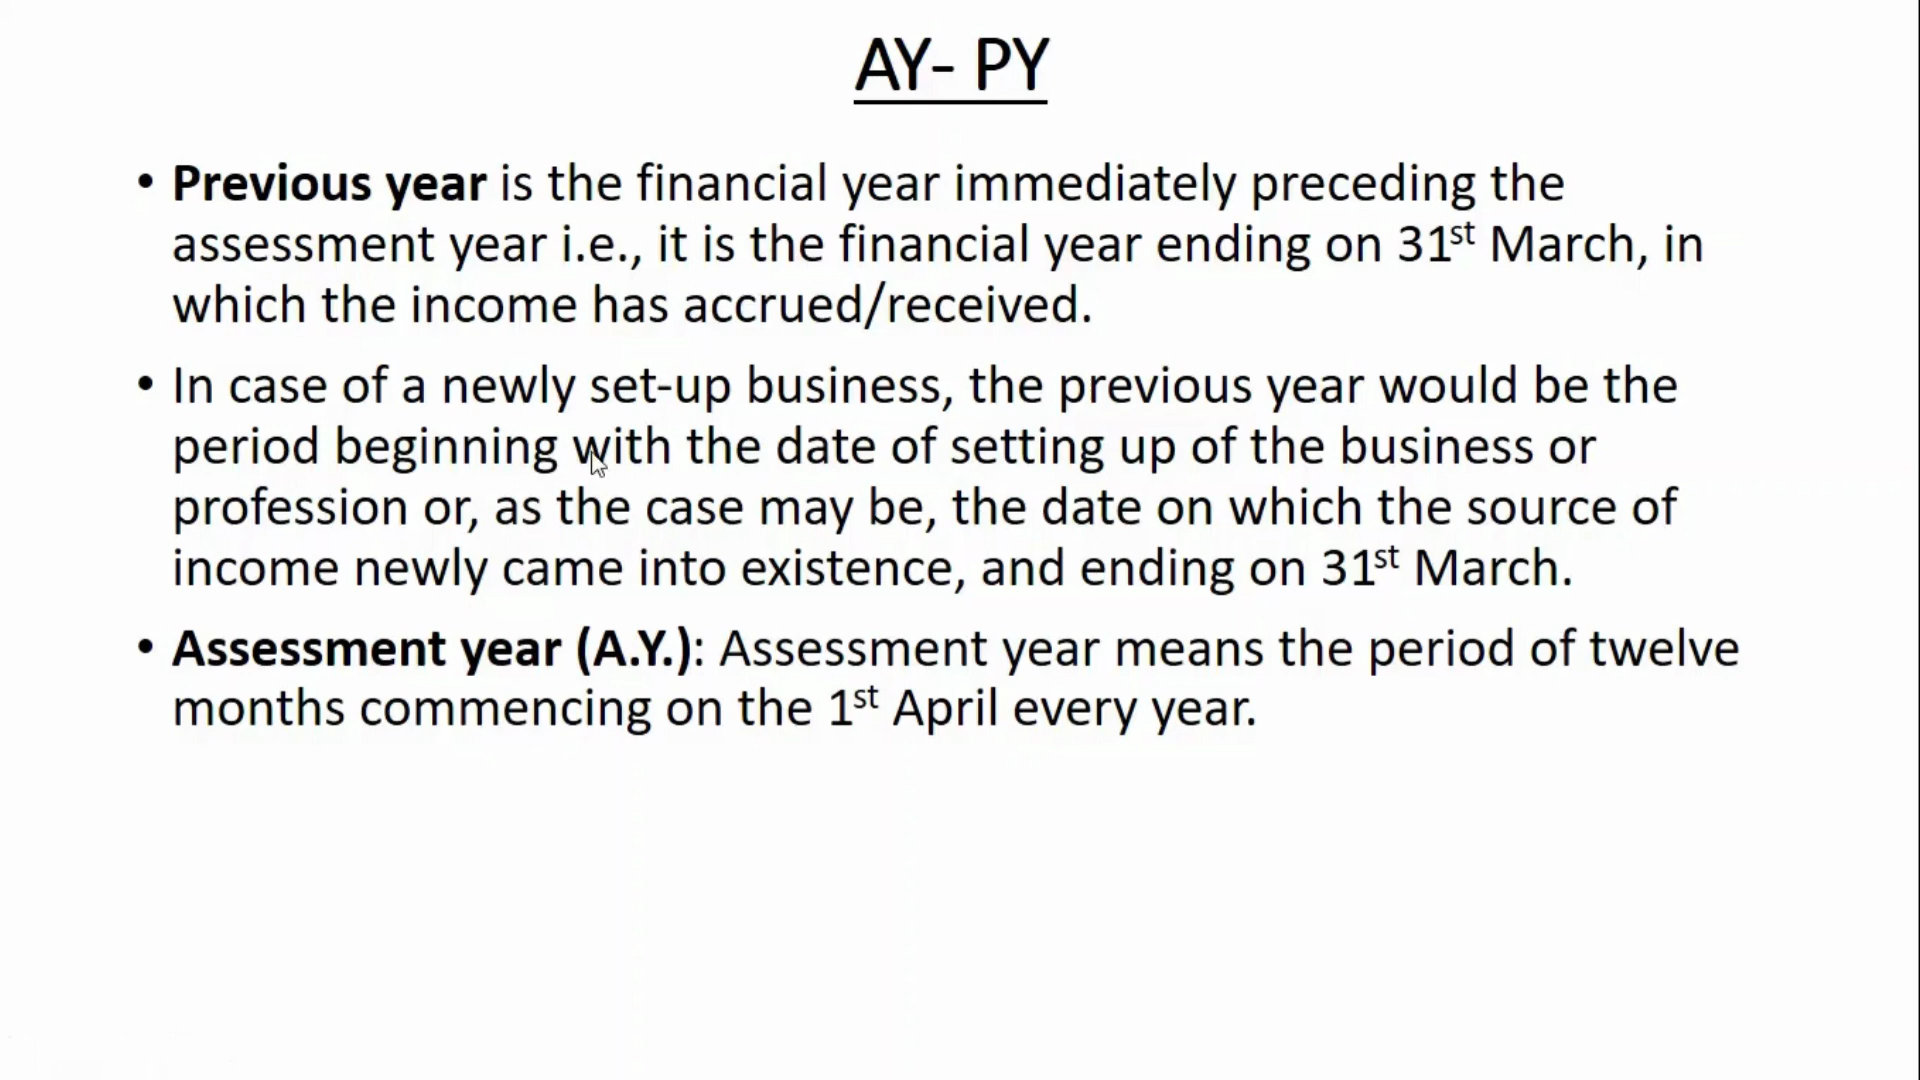 AY- PY
• Previous year is the financial year immediately preceding the
assessment year i.e., it is the financial year ending on 31st March, in
which the income has accrued/received.
• In case of a newly set-up business, the previous year would be the
period beginning with the date of setting up of the business or
profession or, as the case may be, the date on which the source of
income newly came into existence, and ending on 31st March.
• Assessment year (A.Y.): Assessment year means the period of twelve
months commencing on the 1st April every year.